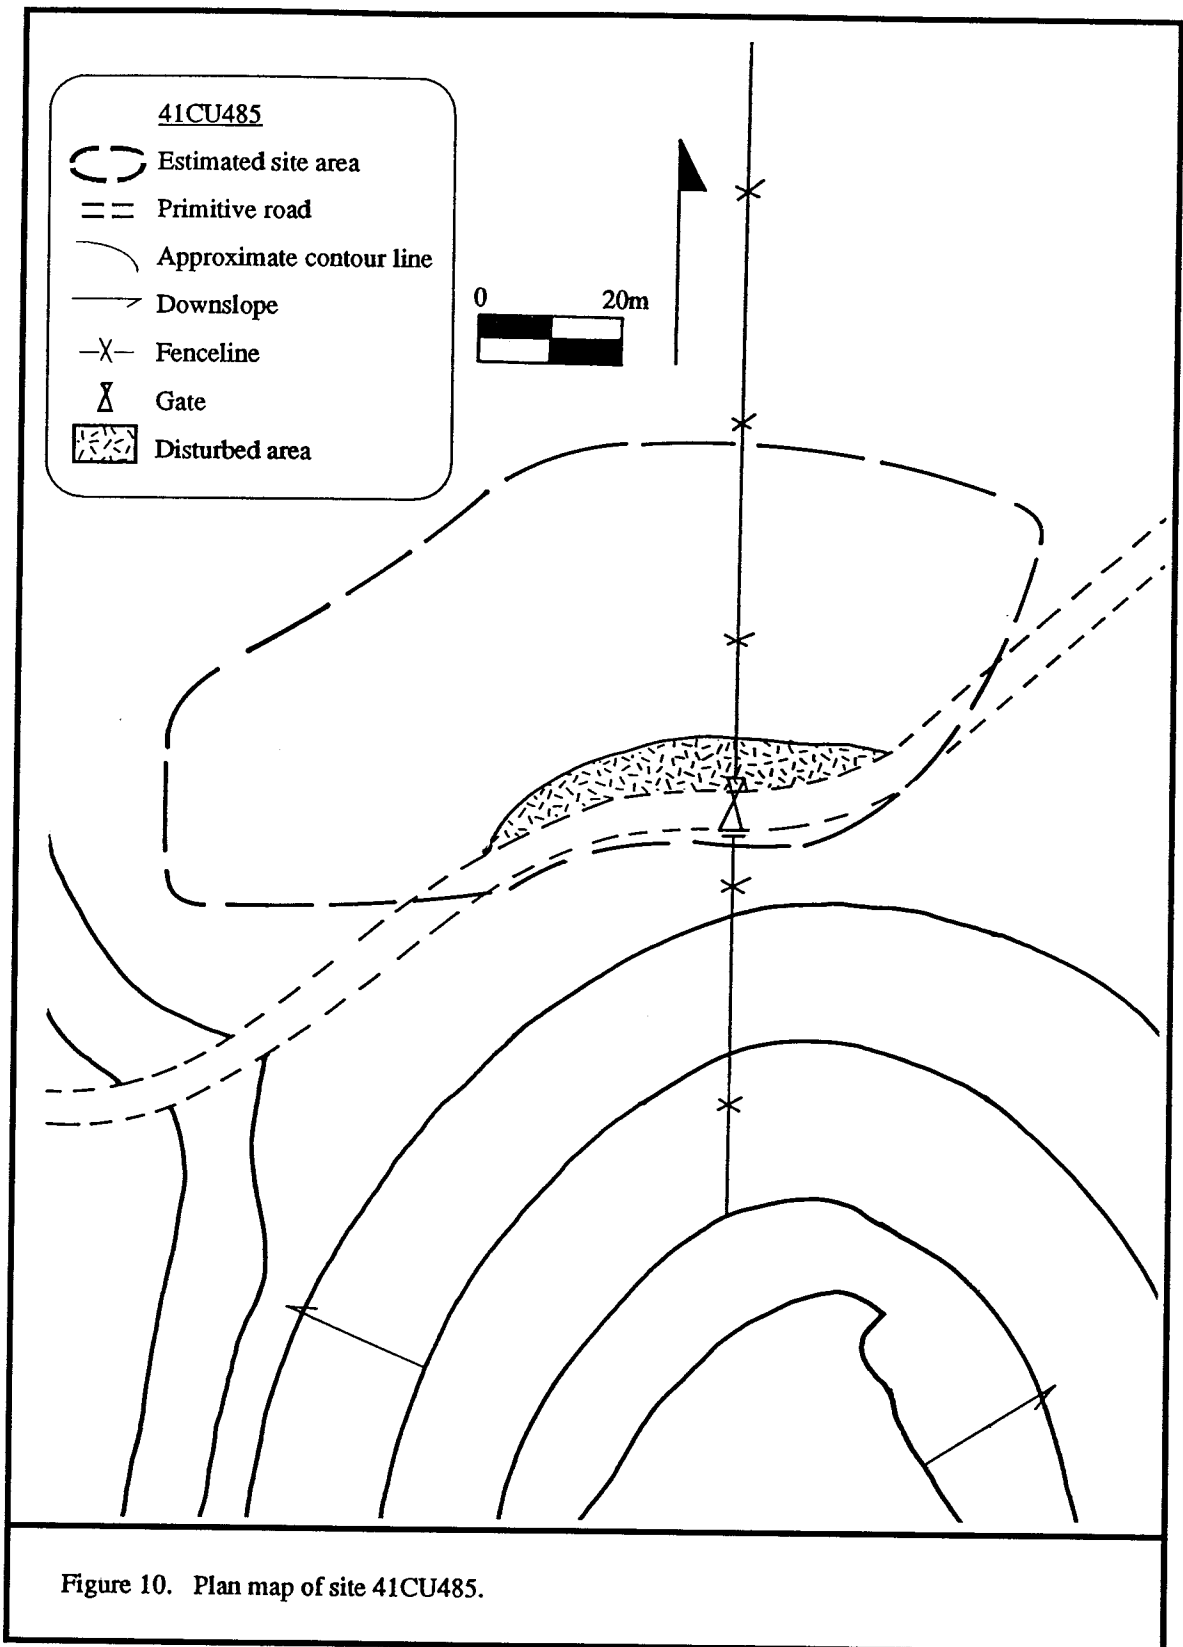 41CU485
Estimated site area
Primitive road
Approximate contour line
Downslope
Fenceline
Gate
Disturbed area
0 20m
Figure 10. Plan map of site 41CU485.